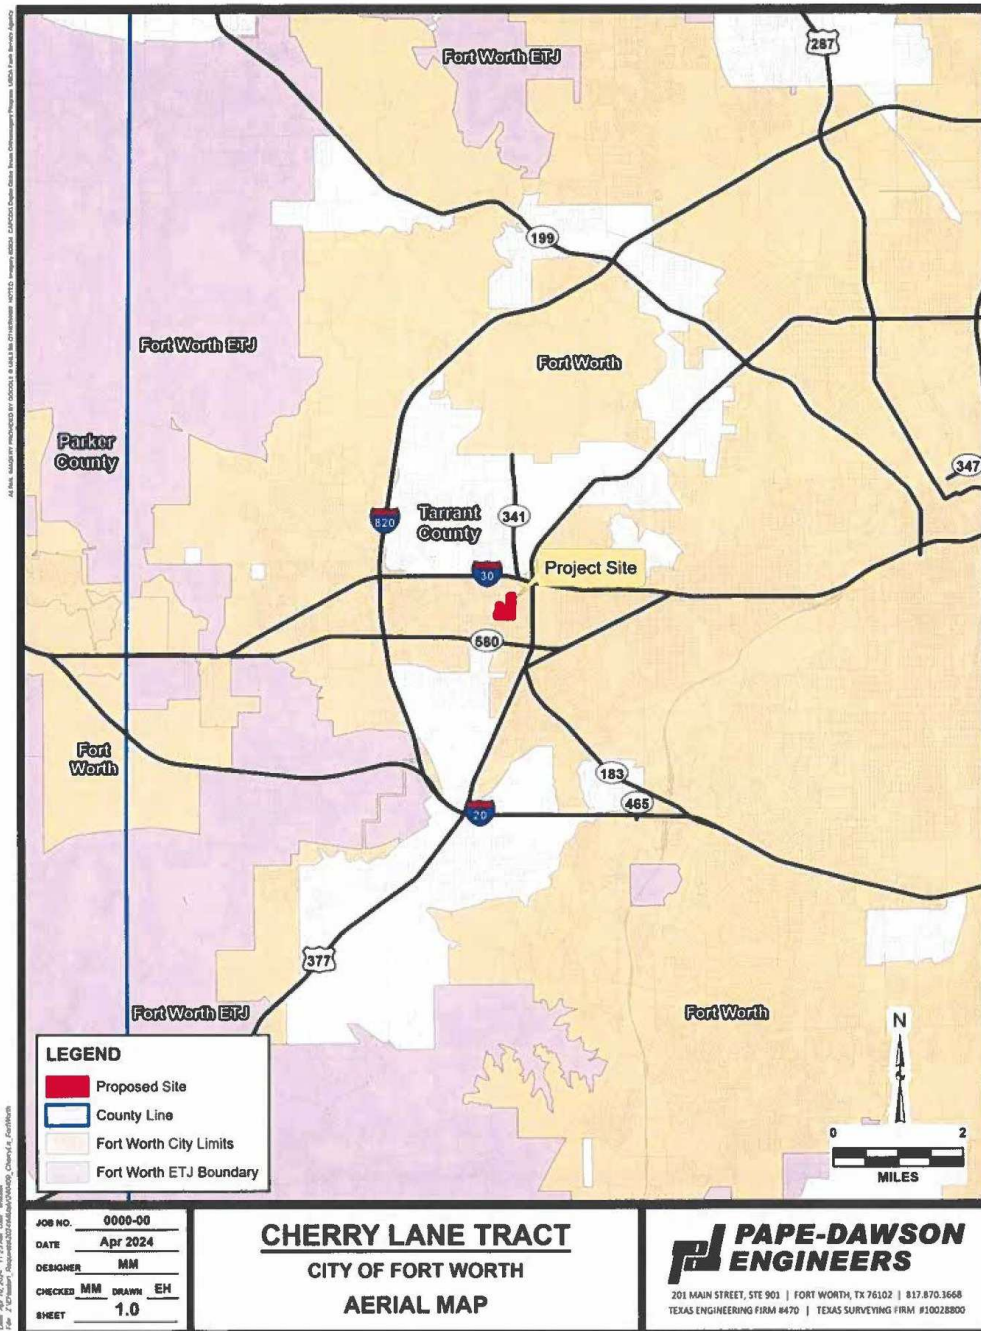 Fort Worth ETJ
287
199
Fort Worth ETJ
Fort Worth
Parker
County
347
820
Tarrant
County
341
30
Project Site
580
Fort
Worth
183
465
20
377
Fort Worth ETJ
Fort Worth
N
LEGEND
Proposed Site
County Line
Fort Worth City Limits
Fort Worth ETJ Boundary
0 2
MILES
JOB NO. 0000-00
DATE Apr 2024
DESIGNER MM
CHECKED MM DRAWN EH
SHEET 1.0
CHERRY LANE TRACT
CITY OF FORT WORTH
AERIAL MAP
PAPE-DAWSON
ENGINEERS
201 MAIN STREET, STE 901 | FORT WORTH, TX 76102 | 817.870.3668
TEXAS ENGINEERING FIRM #470 | TEXAS SURVEYING FIRM #10028800